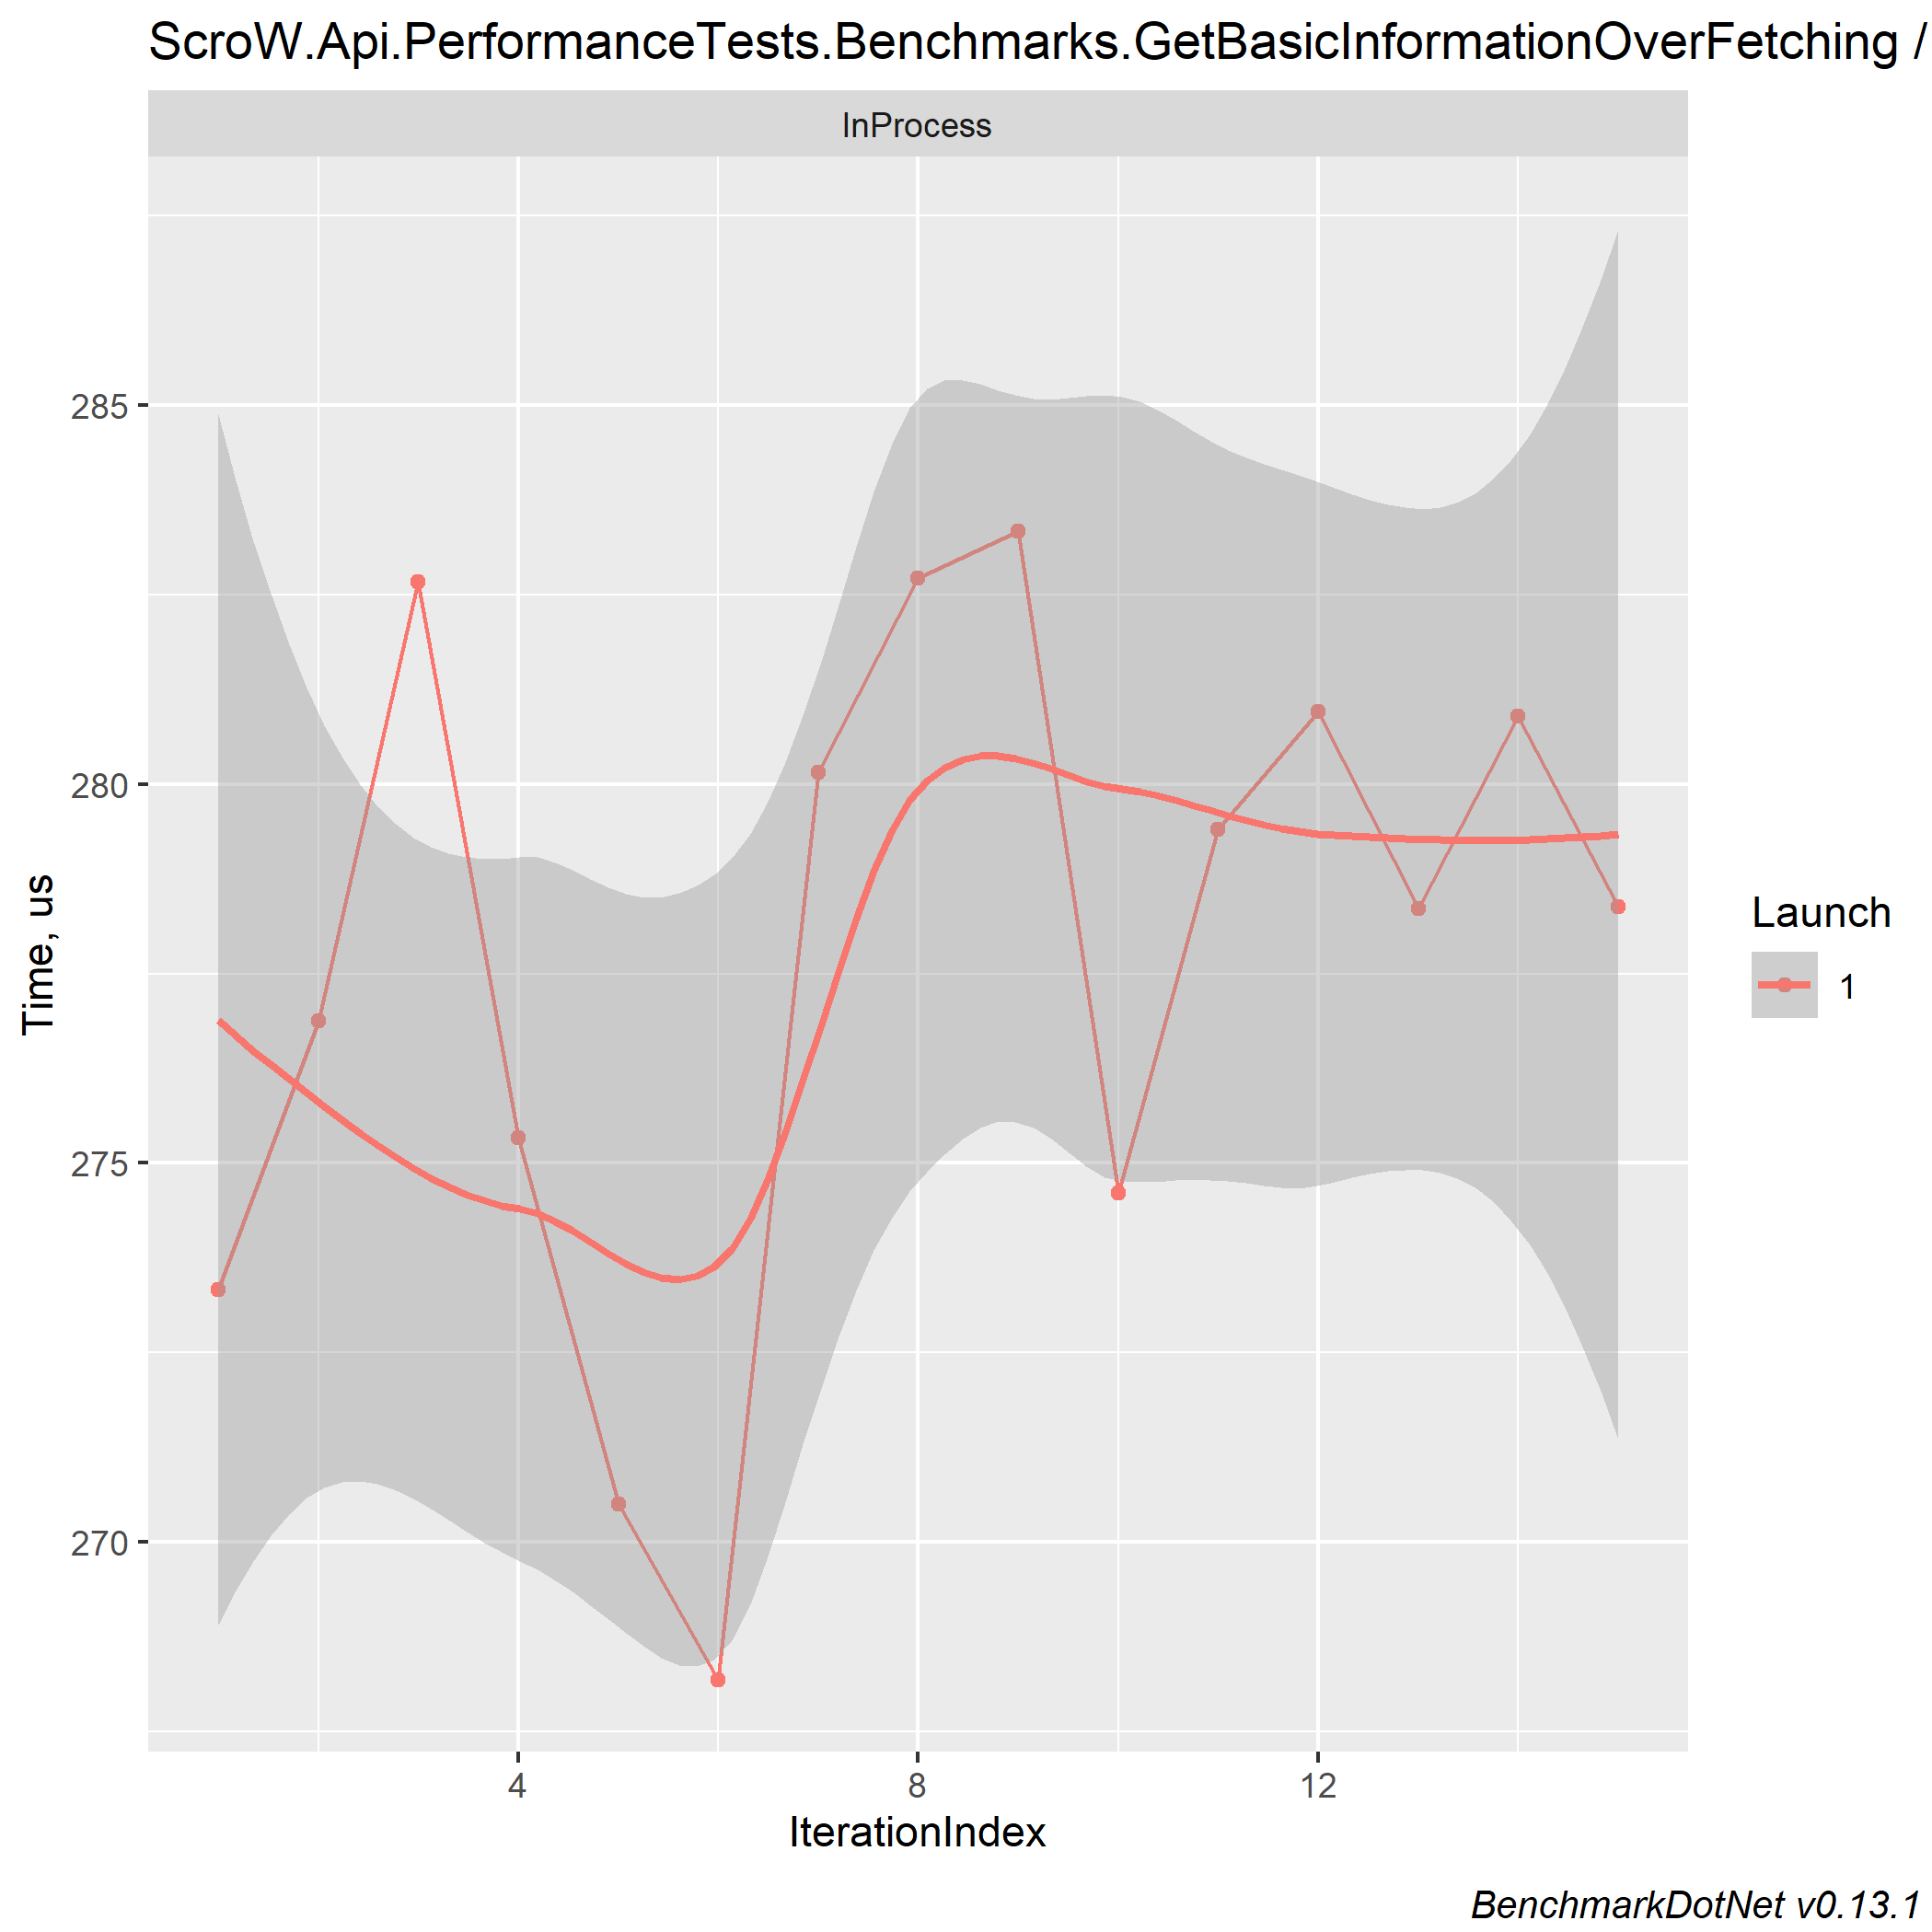 ScroW.Api.PerformanceTests.Benchmarks.GetBasicInformationOverFetching /
InProcess
285
280
275
270
Time, us
4
8
12
IterationIndex
Launch
1
BenchmarkDotNet v0.13.1